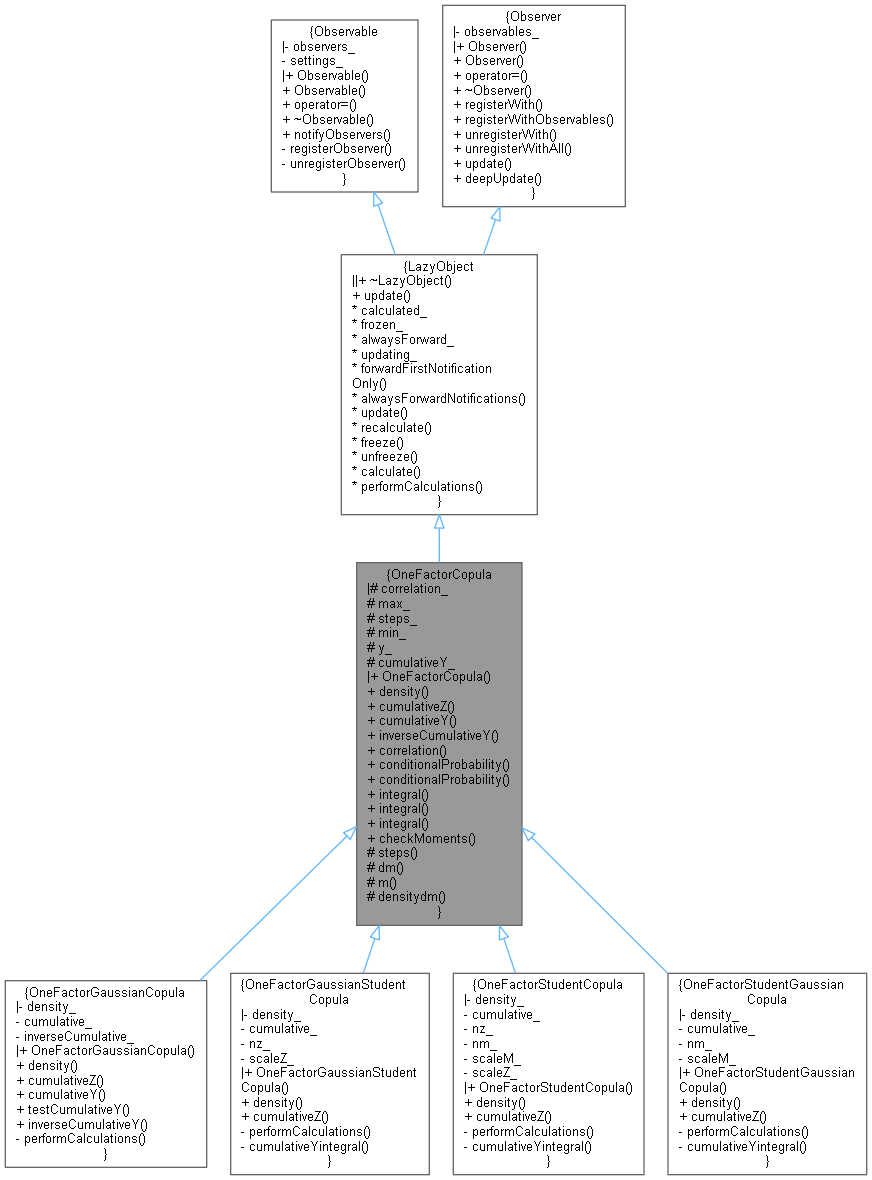 {Observable
|- observers_
- settings_
|+ Observable()
+ Observable()
+ operator=()
+ ~Observable()
+ notifyObservers()
- registerObserver()
- unregisterObserver()
}
{Observer
|- observables_
|+ Observer()
+ Observer()
+ operator=()
+ ~Observer()
+ registerWith()
+ registerWithObservables()
+ unregisterWith()
+ unregisterWithAll()
+ update()
+ deepUpdate()
}
{LazyObject
||+ ~LazyObject()
+ update()
* calculated_
* frozen_
* alwaysForward_
* updating_
* forwardFirstNotification
Only()
* alwaysForwardNotifications()
* update()
* recalculate()
* freeze()
* unfreeze()
* calculate()
* performCalculations()
}
{OneFactorCopula
|# correlation_
# max_
# steps_
# min_
# y_
# cumulativeY_
|+ OneFactorCopula()
+ density()
+ cumulativeZ()
+ cumulativeY()
+ inverseCumulativeY()
+ correlation()
+ conditionalProbability()
+ conditionalProbability()
+ integral()
+ integral()
+ integral()
+ checkMoments()
# steps()
# dm()
# m()
# densitydm()
}
{OneFactorGaussianCopula
|- density_
- cumulative_
- inverseCumulative_
|+ OneFactorGaussianCopula()
+ density()
+ cumulativeZ()
+ cumulativeY()
+ testCumulativeY()
+ inverseCumulativeY()
- performCalculations()
}
{OneFactorGaussianStudent
Copula
|- density_
- cumulative_
- nz_
- scaleZ_
|+ OneFactorGaussianStudent
Copula()
+ density()
+ cumulativeZ()
- performCalculations()
- cumulativeYintegral()
}
{OneFactorStudentCopula
|- density_
- cumulative_
- nz_
- nm_
- scaleM_
- scaleZ_
|+ OneFactorStudentCopula()
+ density()
+ cumulativeZ()
- performCalculations()
- cumulativeYintegral()
}
{OneFactorStudentGaussian
Copula
|- density_
- cumulative_
- nm_
- scaleM_
|+ OneFactorStudentGaussian
Copula()
+ density()
+ cumulativeZ()
- performCalculations()
- cumulativeYintegral()
}